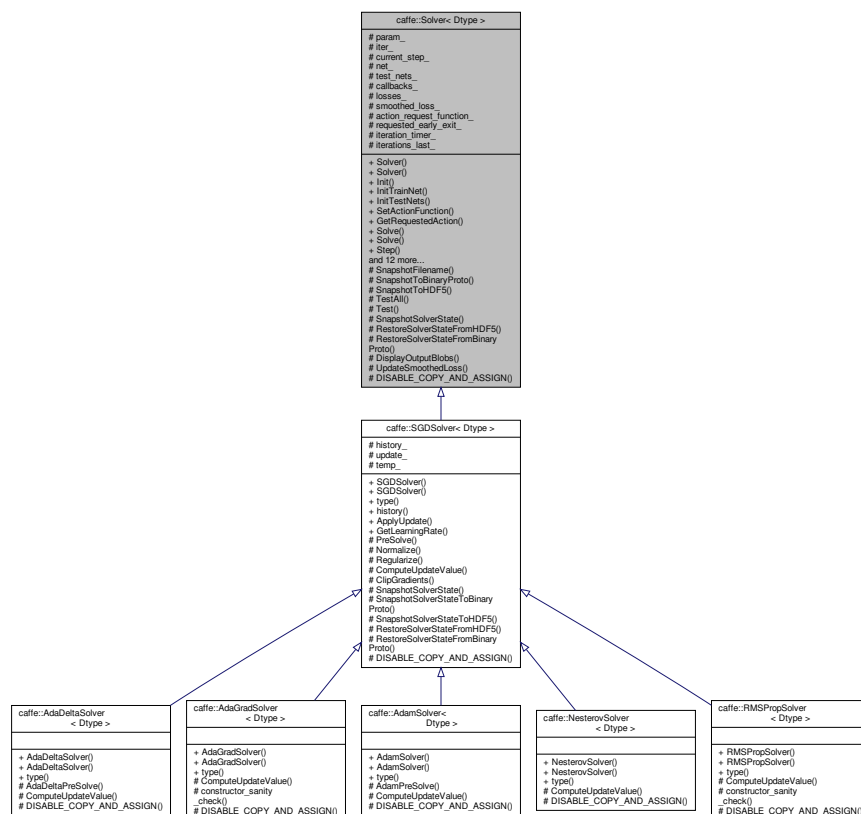 caffe::Solver< Dtype >
# param_
# iter_
# current_step_
# net_
# test_nets_
# callbacks_
# losses_
# smoothed_loss_
# action_request_function_
# requested_early_exit_
# iteration_timer_
# iterations_last_
+ Solver()
+ Solver()
+ Init()
+ InitTrainNet()
+ InitTestNets()
+ SetActionFunction()
+ GetRequestedAction()
+ Solve()
+ Solve()
+ Step()
and 12 more...
# SnapshotFilename()
# SnapshotToBinaryProto()
# SnapshotToHDF5()
# TestAll()
# Test()
# SnapshotSolverState()
# RestoreSolverStateFromHDF5()
# RestoreSolverStateFromBinary
Proto()
# DisplayOutputBlobs()
# UpdateSmoothedLoss()
# DISABLE_COPY_AND_ASSIGN()
caffe::SGDSolver< Dtype >
# history_
# update_
# temp_
+ SGDSolver()
+ SGDSolver()
+ type()
+ history()
+ ApplyUpdate()
+ GetLearningRate()
# PreSolve()
# Normalize()
# Regularize()
# ComputeUpdateValue()
# ClipGradients()
# SnapshotSolverState()
# SnapshotSolverStateToBinary
Proto()
# SnapshotSolverStateToHDF5()
# RestoreSolverStateFromHDF5()
# RestoreSolverStateFromBinary
Proto()
# DISABLE_COPY_AND_ASSIGN()
caffe::AdaDeltaSolver
< Dtype >
+ AdaDeltaSolver()
+ AdaDeltaSolver()
+ type()
# AdaDeltaPreSolve()
# ComputeUpdateValue()
# DISABLE_COPY_AND_ASSIGN()
caffe::AdaGradSolver
< Dtype >
+ AdaGradSolver()
+ AdaGradSolver()
+ type()
# ComputeUpdateValue()
# constructor_sanity
_check()
# DISABLE_COPY_AND_ASSIGN()
caffe::AdamSolver<
Dtype >
+ AdamSolver()
+ AdamSolver()
+ type()
# AdamPreSolve()
# ComputeUpdateValue()
# DISABLE_COPY_AND_ASSIGN()
caffe::NesterovSolver
< Dtype >
+ NesterovSolver()
+ NesterovSolver()
+ type()
# ComputeUpdateValue()
# DISABLE_COPY_AND_ASSIGN()
caffe::RMSPropSolver
< Dtype >
+ RMSPropSolver()
+ RMSPropSolver()
+ type()
# ComputeUpdateValue()
# constructor_sanity
_check()
# DISABLE_COPY_AND_ASSIGN()